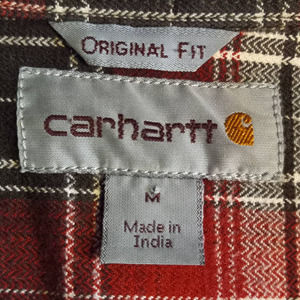 ORIGINAL FIT
carhartt
M
Made in
India